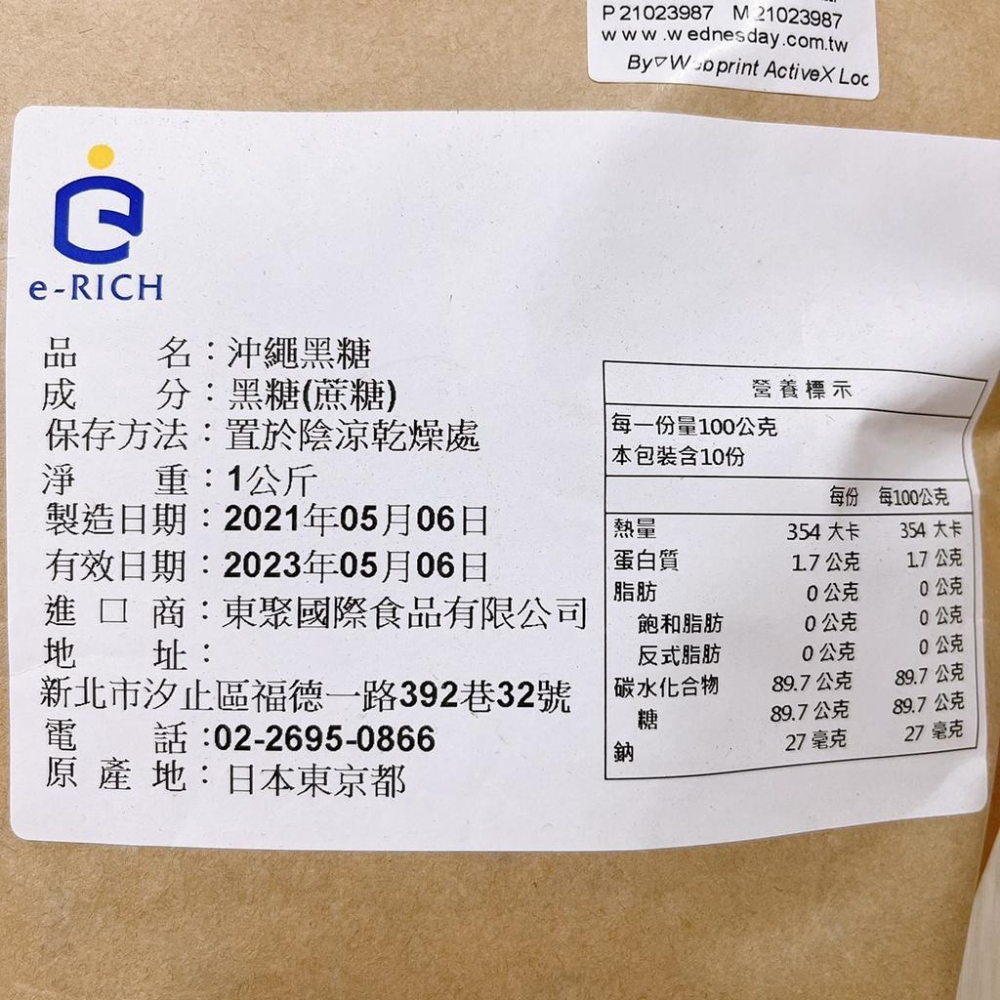 P 21023987 M 21023987
www.wednesday.com.tw
By Webprint ActiveX Loc
e-RICH
品 名：沖繩黑糖
成 分：黑糖(蔗糖)
保存方法：置於陰涼乾燥處
淨 重：1公斤
製造日期：2021年05月06日
有效日期：2023年05月06日
進口商：東聚國際食品有限公司
地 址：
新北市汐止區福德一路392巷32號
電 話:02-2695-0866
原產地：日本東京都
營養標示
每一份量100公克
本包裝含10份
每份 每100公克
熱量 354 大卡 354 大卡
蛋白質 1.7 公克 1.7 公克
脂肪 0 公克 0 公克
飽和脂肪 0 公克 0 公克
反式脂肪 0 公克 0 公克
碳水化合物 89.7 公克 89.7 公克
糖 89.7 公克 89.7 公克
鈉 27 毫克 27 毫克